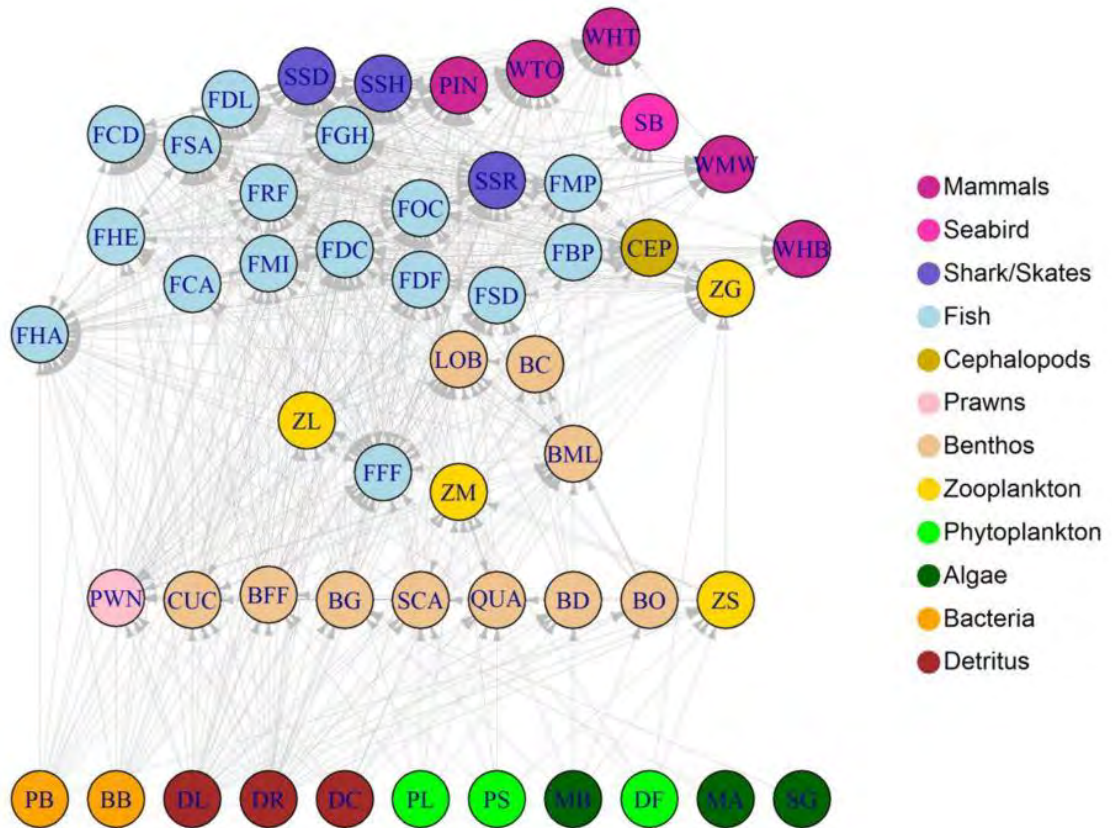 WHT
WTO
SSD
SSH
PIN
FDL
SB
FCD
FSA
FGH
WMW
SSR
FMP
FRF
FOC
FHE
FMI
FDC
FBP
CEP
WHB
FCA
FDF
FSD
ZG
FHA
LOB
BC
ZL
BML
FFF
ZM
PWN
CUC
BFF
BG
SCA
QUA
BD
BO
ZS
PB
BB
DL
DR
DC
PL
PS
MB
DF
MA
SG
Mammals
Seabird
Shark/Skates
Fish
Cephalopods
Prawns
Benthos
Zooplankton
Phytoplankton
Algae
Bacteria
Detritus